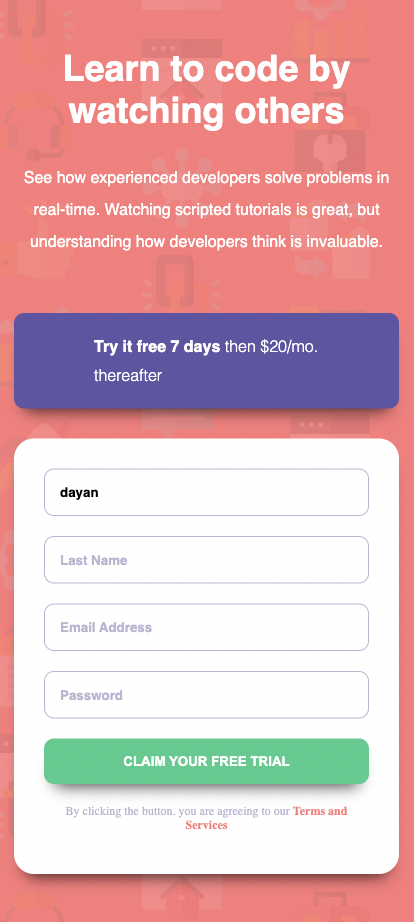 Learn to code by
watching others
See how experienced developers solve problems in
real-time. Watching scripted tutorials is great, but
understanding how developers think is invaluable.
Try it free 7 days then $20/mo.
thereafter
dayan
Last Name
Email Address
Password
CLAIM YOUR FREE TRIAL
By clicking the button. you are agreeing to our Terms and
Services